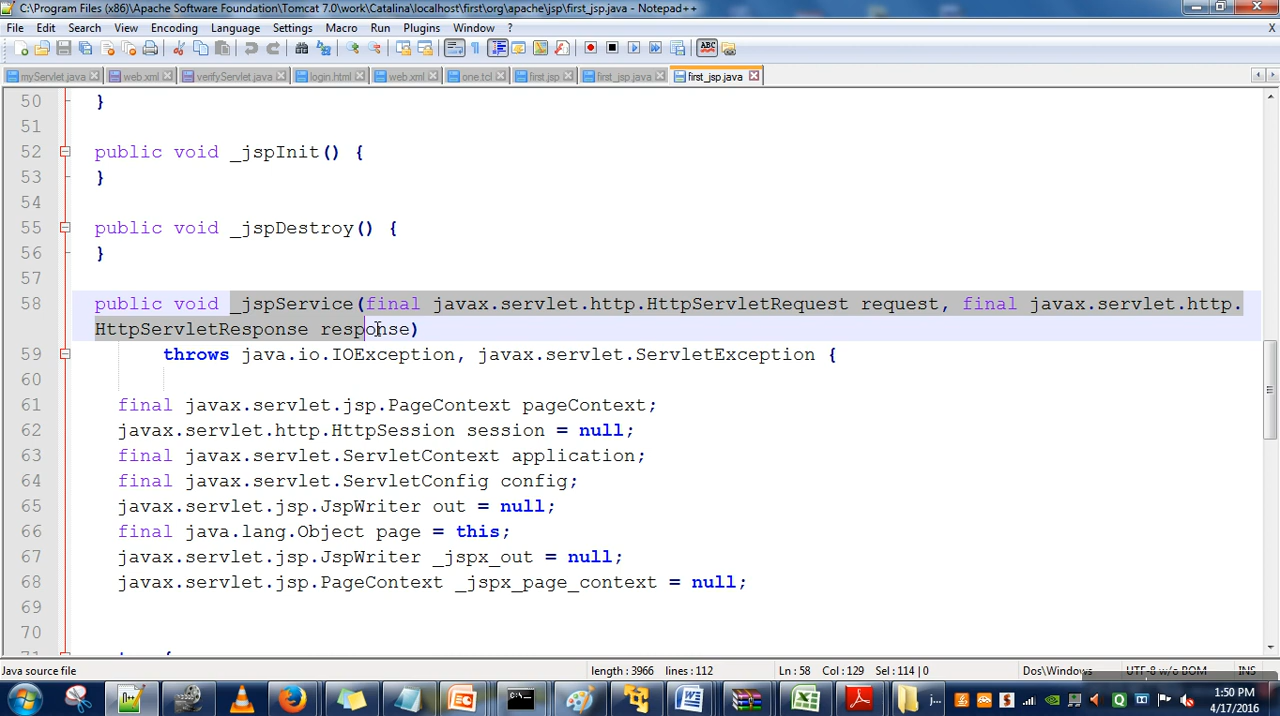 C:\Program Files (x86)\Apache Software Foundation\Tomcat 7.0\work\Catalina\localhost\first\org\apache\jsp\first_jsp.java - Notepad++
File Edit Search View Encoding Language Settings Macro Run Plugins Window ? X
myServlet.java web.xml verifyServlet.java login.html web.xml one.tcl first.jsp first_jsp.java first_jsp.java
50 }
51
52 public void _jspInit() {
53 }
54
55 public void _jspDestroy() {
56 }
57
58 public void _jspService(final javax.servlet.http.HttpServletRequest request, final javax.servlet.http.
HttpServletResponse response)
59 throws java.io.IOException, javax.servlet.ServletException {
60
61 final javax.servlet.jsp.PageContext pageContext;
62 javax.servlet.http.HttpSession session = null;
63 final javax.servlet.ServletContext application;
64 final javax.servlet.ServletConfig config;
65 javax.servlet.jsp.JspWriter out = null;
66 final java.lang.Object page = this;
67 javax.servlet.jsp.JspWriter _jspx_out = null;
68 javax.servlet.jsp.PageContext _jspx_page_context = null;
69
70
Java source file length : 3966 lines : 112 Ln : 58 Col : 129 Sel : 114 | 0 Dos\Windows UTF-8 w/o BOM INS
j... 1:50 PM
4/17/2016